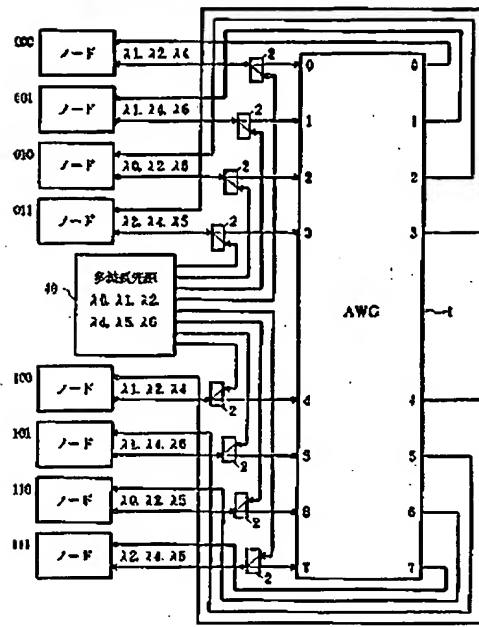 000 ノード λ1. λ2. λ4 2 0 0
001 ノード λ1. λ4. λ6 2 1 1
010 ノード λ0. λ2. 2 2 2
011 ノード λ2. λ4. λ5 2 3 3
多波長光源
λ0. λ1. λ2
λ4. λ5. λ6
AWG 1
100 ノード λ1. λ2. λ4 2 4 4
101 ノード λ1. λ4. λ6 2 5 5
110 ノード λ0. λ2. λ5 2 6 6
111 ノード λ2. λ4. λ5 2 7 7